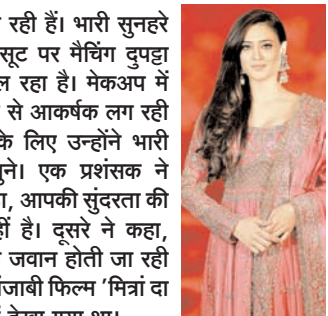 रही हैं। भारी सुनहरे
सूट पर मैचिंग दुपट्टा
रहा है। मेकअप में
से आकर्षक लग रही
के लिए उन्होंने भारी
एक प्रशंसक ने
आपकी सुंदरता की
है। दूसरे ने कहा,
जवान होती जा रही
फिल्म 'मित्रां दा